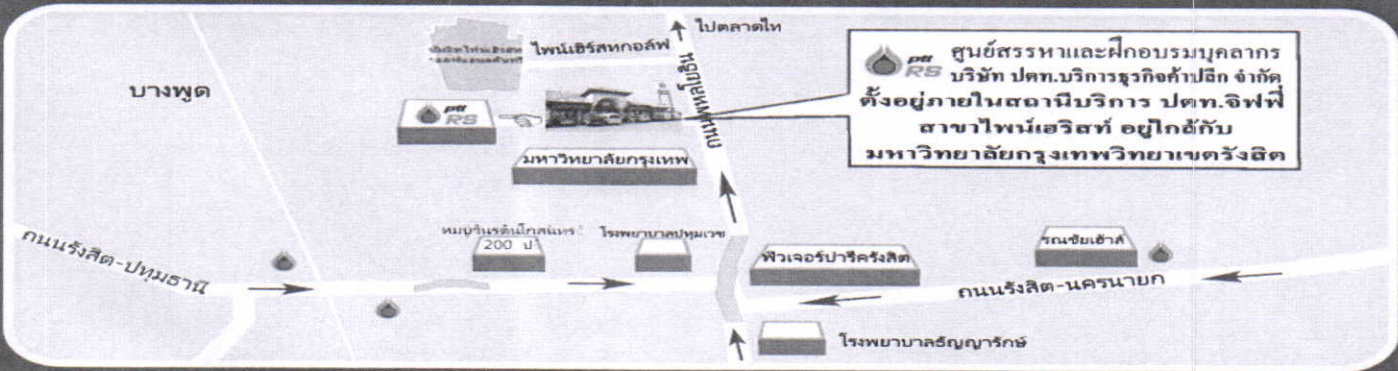 ไปตลาดไท
ไพน์เฮิร์สทกอล์ฟ
ถนนพหลโยธิน
บางพูด
ptt
RS
มหาวิทยาลัยกรุงเทพ
ptt
RS
ศูนย์สรรหาและฝึกอบรมบุคลากร
บริษัท ปตท.บริการธุรกิจค้าปลีก จำกัด
ตั้งอยู่ภายในสถานีบริการ ปตท.จิฟฟี่
สาขาไพน์เฮริสท์ อยู่ใกล้กับ
มหาวิทยาลัยกรุงเทพวิทยาเขตรังสิต
ถนนรังสิต-ปทุมธานี
200 ปี
โรงพยาบาลปทุมเวช
ฟิวเจอร์ปาร์ครังสิต
รณชัยเฮ้าส์
ถนนรังสิต-นครนายก
โรงพยาบาลธัญญารักษ์